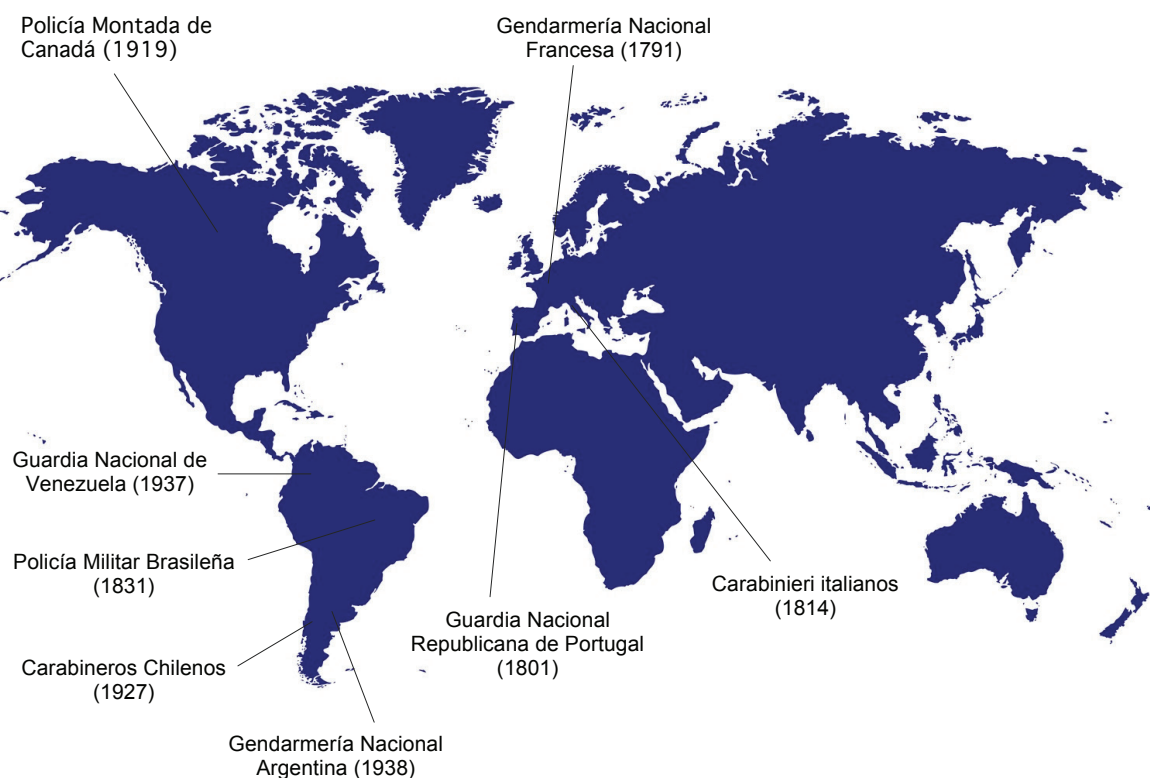 Policía Montada de
Canadá (1919)
Gendarmería Nacional
Francesa (1791)
Guardia Nacional de
Venezuela (1937)
Policía Militar Brasileña
(1831)
Carabineros Chilenos
(1927)
Gendarmería Nacional
Argentina (1938)
Guardia Nacional
Republicana de Portugal
(1801)
Carabinieri italianos
(1814)